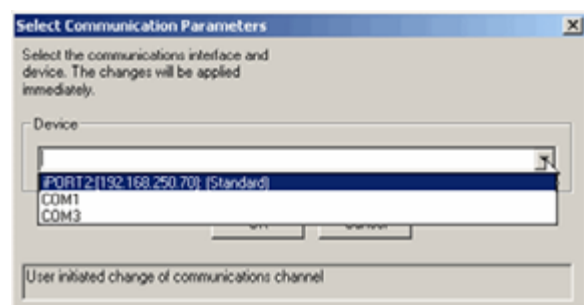 Select Communication Parameters
Select the communications interface and
device. The changes will be applied
immediately.
Device
iPORT2:[192.168.250.70]: (Standard)
COM1
COM3
User initiated change of communications channel